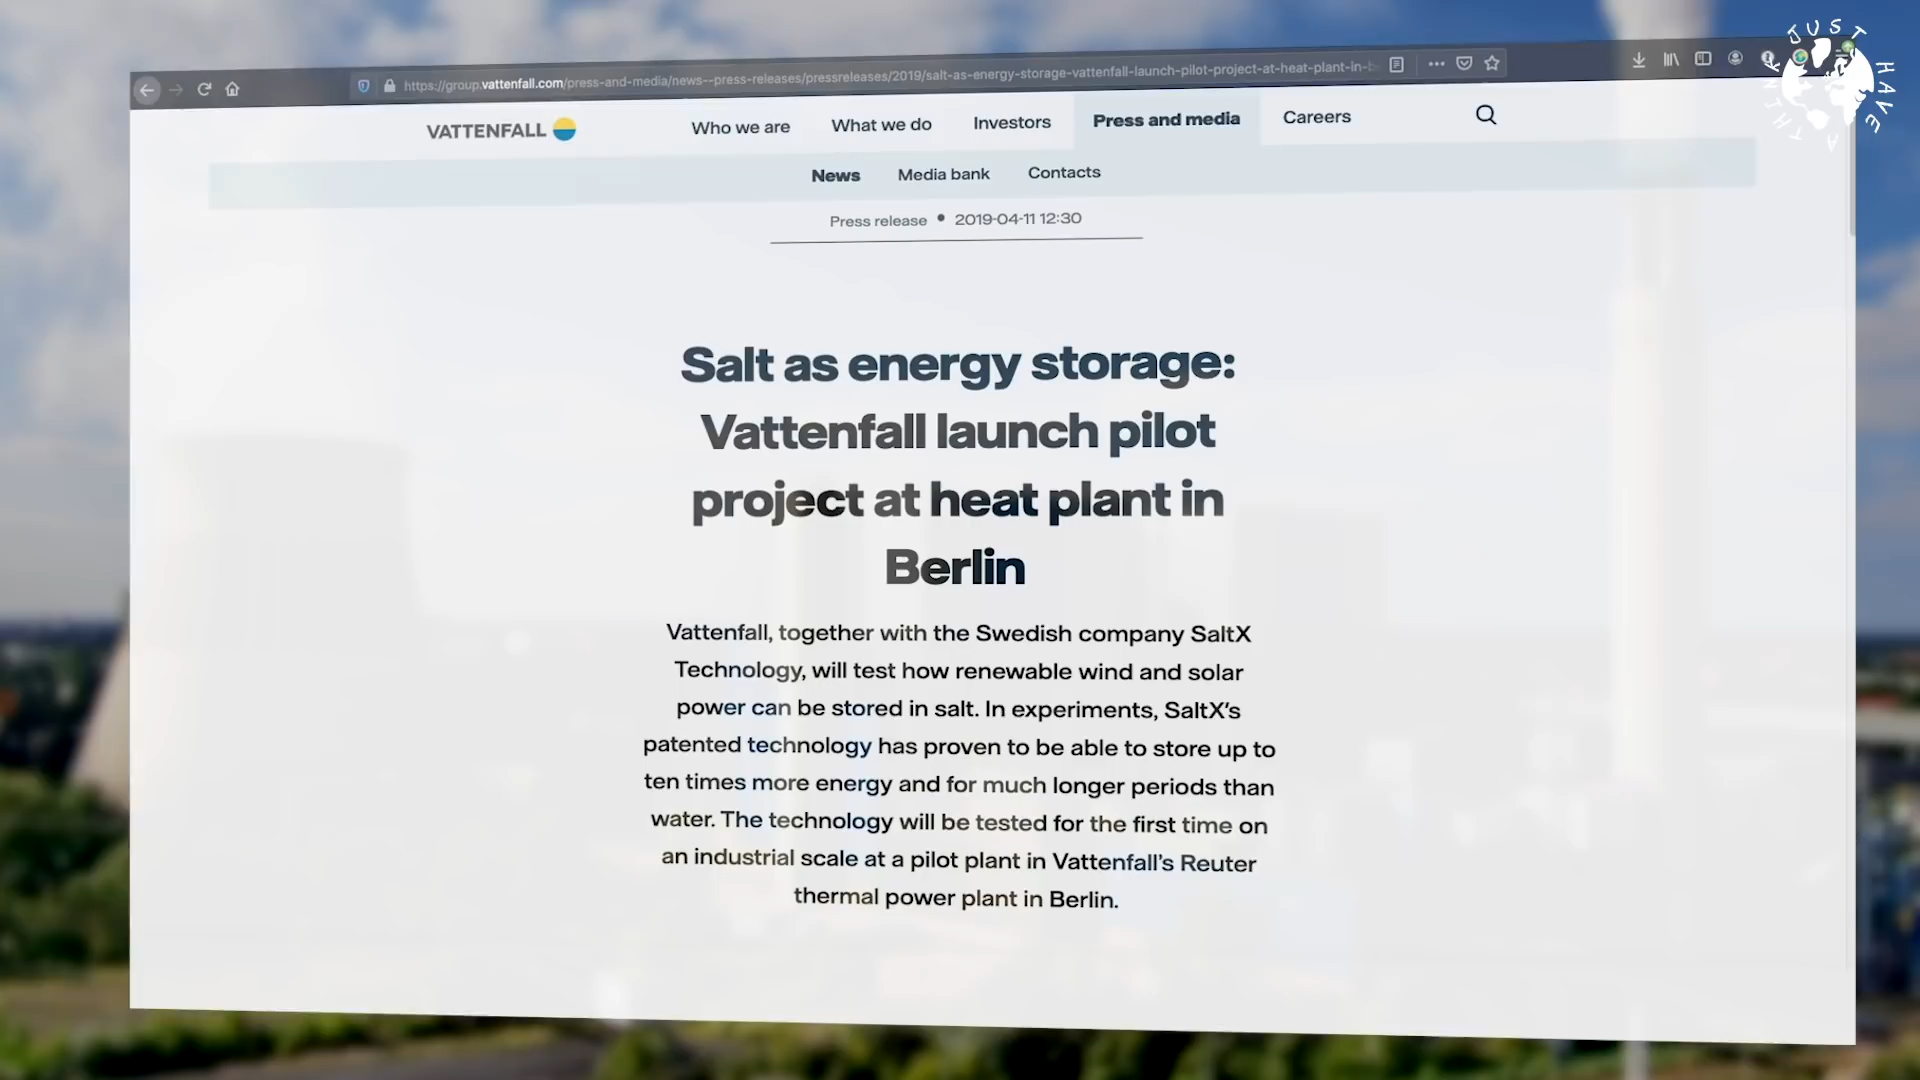 https://group.vattenfall.com/press-and-media/news--press-releases/pressreleases/2019/salt-as-energy-storage-vattenfall-launch-pilot-project-at-heat-plant-in-b
JUST HAVE A THINK
VATTENFALL
Who we are
What we do
Investors
Press and media
Careers
News
Media bank
Contacts
Press release • 2019-04-11 12:30
Salt as energy storage:
Vattenfall launch pilot
project at heat plant in
Berlin
Vattenfall, together with the Swedish company SaltX
Technology, will test how renewable wind and solar
power can be stored in salt. In experiments, SaltX's
patented technology has proven to be able to store up to
ten times more energy and for much longer periods than
water. The technology will be tested for the first time on
an industrial scale at a pilot plant in Vattenfall's Reuter
thermal power plant in Berlin.